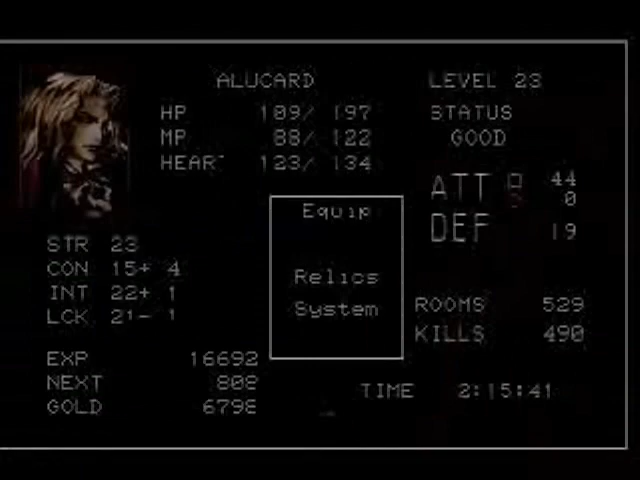 ALUCARD LEVEL 23
HP 189/ 197 STATUS
MP 88/ 122 GOOD
HEART 123/ 134
ATT 44
0
DEF 19
Equip
Relics
System
STR 23
CON 15+ 4
INT 22+ 1
LCK 21- 1
ROOMS 529
KILLS 490
EXP 16692
NEXT 808
GOLD 6798
TIME 2:15:41